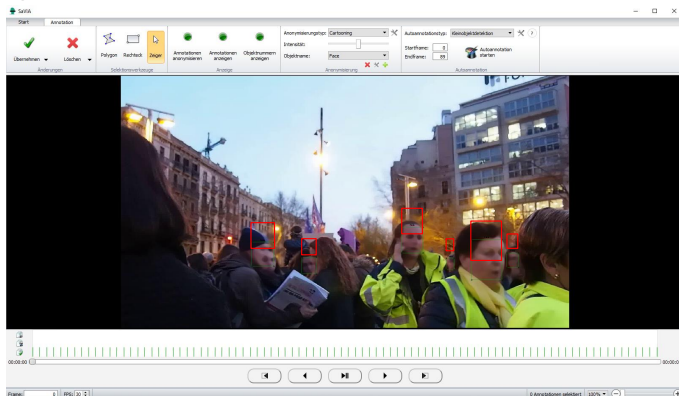 SaVIA
Start Annotation
Übernehmen Löschen
Änderungen
Polygon Rechteck Zeiger
Selektionswerkzeuge
Annotationen anonymisieren
Annotationen anzeigen
Objektnummern anzeigen
Anzeige
Anonymisierungstyp: Cartooning
Intensität:
Objektname: Face
Anonymisierung
Autoannotationstyp: Kleinobjektdetektion
Startframe: 0
Endframe: 89
Autoannotation starten
Autoannotation
00:00:00
Frame: 0 FPS: 30 0 Annotationen selektiert 100%